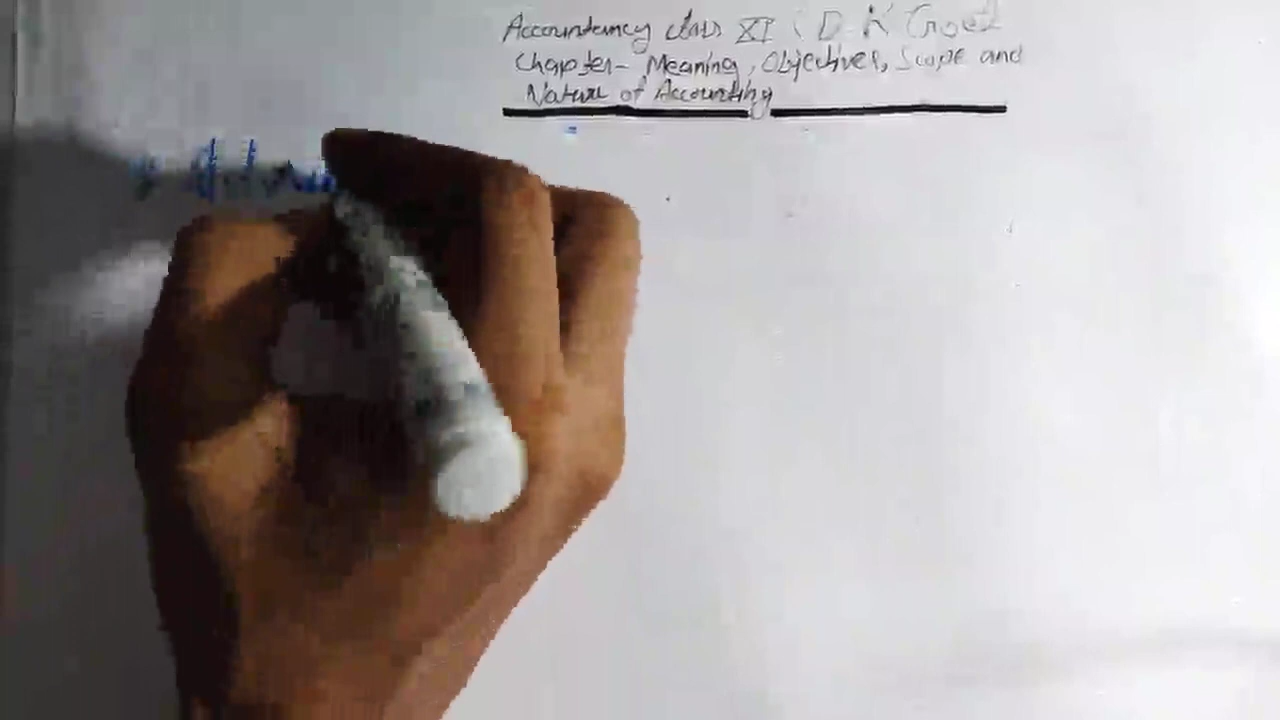 Accountancy class XI ( D K Goel
Chapter- Meaning, Objectives, Scope and
Nature of Accounting